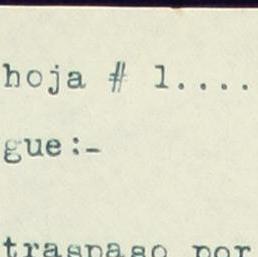 hoja # 1....
gue:-
traspaso por